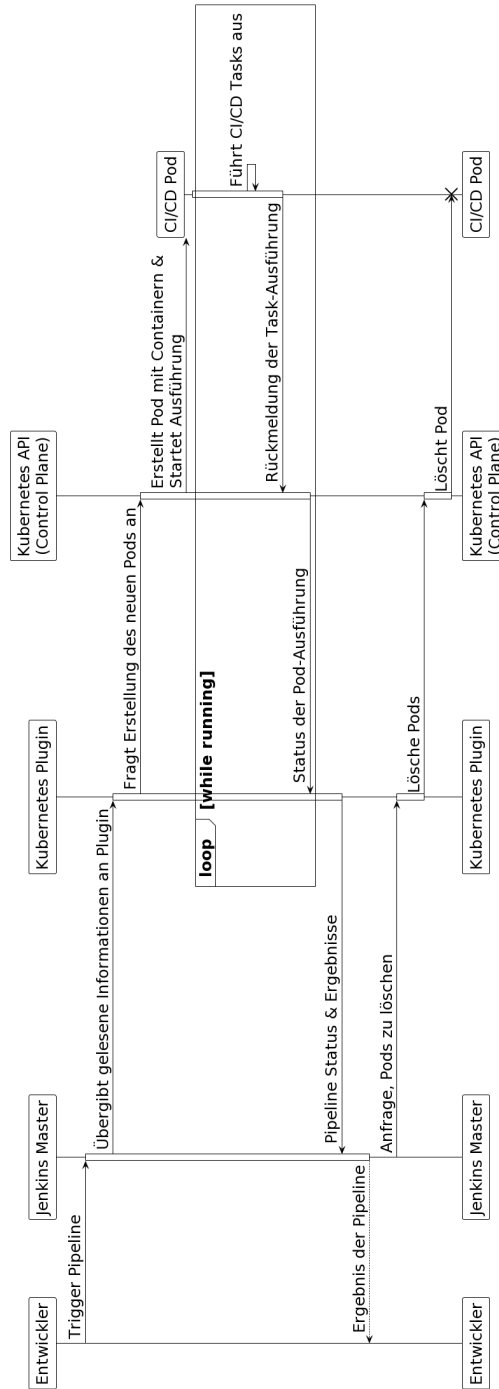 Entwickler
Jenkins Master
Kubernetes Plugin
Kubernetes API
(Control Plane)
Trigger Pipeline
Übergibt gelesene Informationen an Plugin
Fragt Erstellung des neuen Pods an
Erstellt Pod mit Containern &
Startet Ausführung
CI/CD Pod
loop
[while running]
Führt CI/CD Tasks aus
Rückmeldung der Task-Ausführung
Status der Pod-Ausführung
Pipeline Status & Ergebnisse
Ergebnis der Pipeline
Anfrage, Pods zu löschen
Lösche Pods
Löscht Pod
Entwickler
Jenkins Master
Kubernetes Plugin
Kubernetes API
(Control Plane)
CI/CD Pod